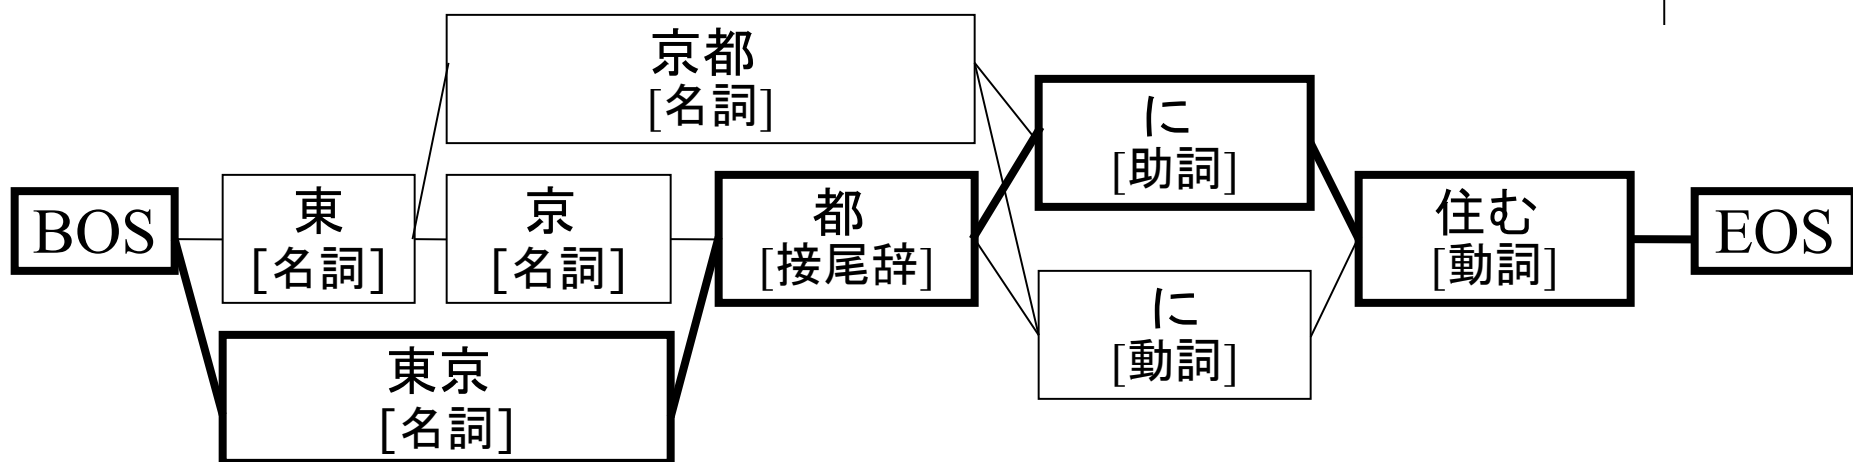 京都
[名詞]
に
[助詞]
BOS
東
[名詞]
京
[名詞]
都
[接尾辞]
住む
[動詞]
EOS
に
[動詞]
東京
[名詞]